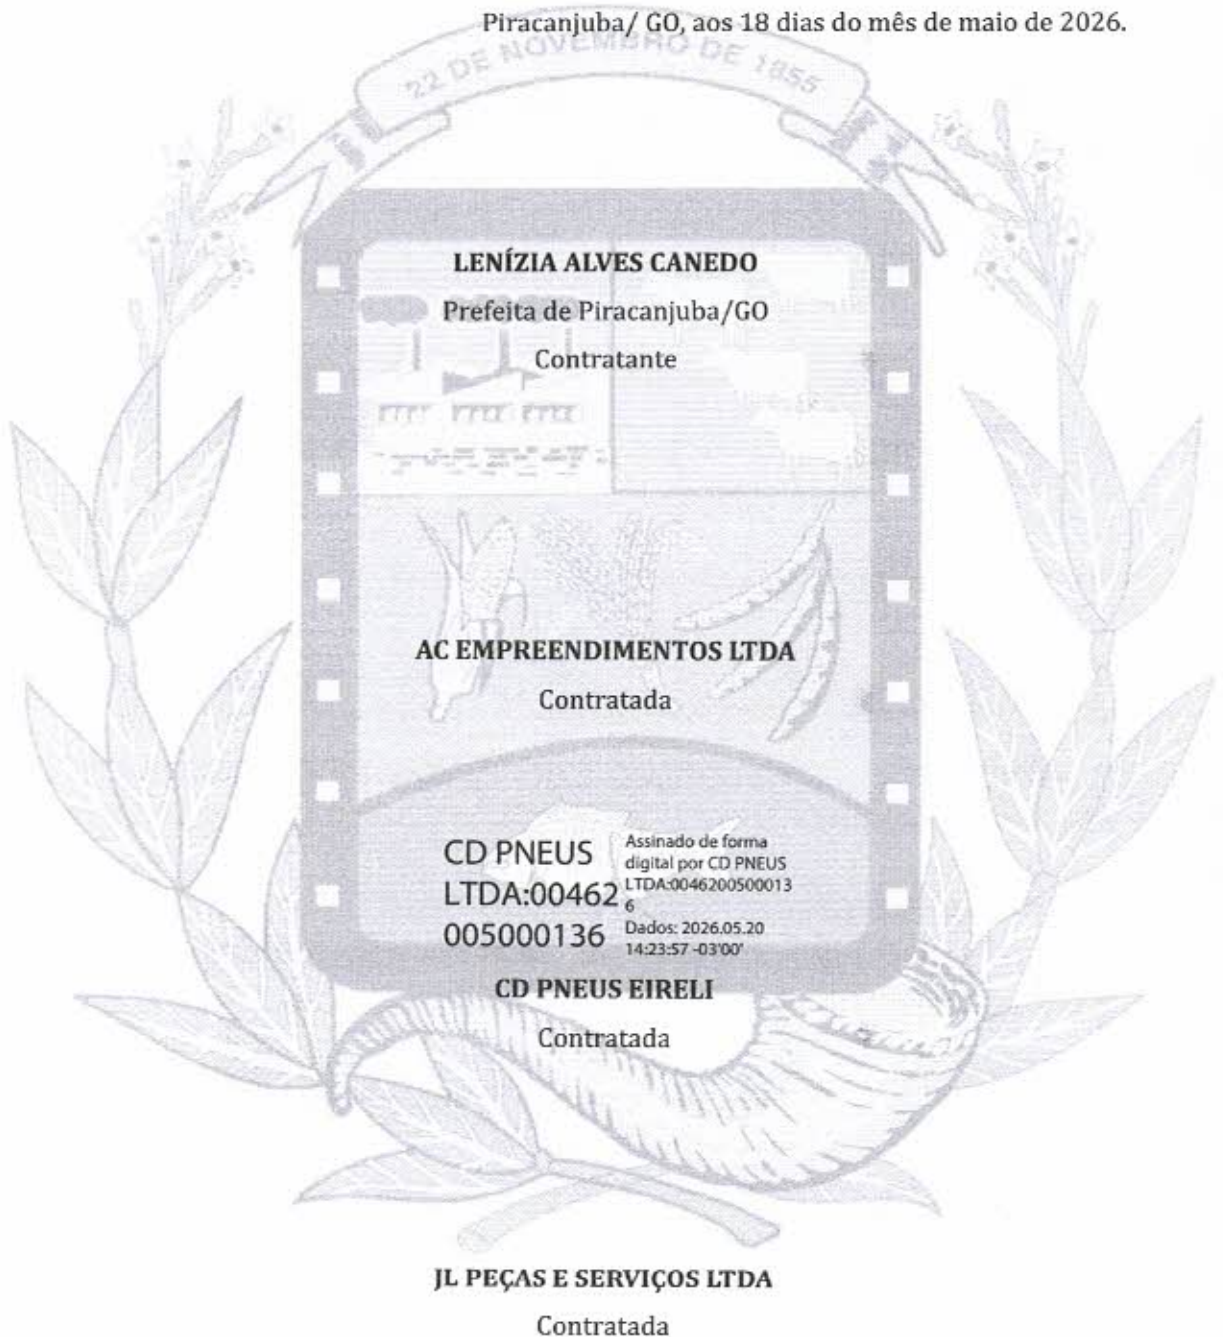 Piracanjuba/ GO, aos 18 dias do mês de maio de 2026.
22 DE NOVEMBRO DE 1855
LENÍZIA ALVES CANEDO
Prefeita de Piracanjuba/GO
Contratante
AC EMPREENDIMENTOS LTDA
Contratada
CD PNEUS
LTDA:00462
005000136
Assinado de forma
digital por CD PNEUS
LTDA:0046200500013
6
Dados: 2026.05.20
14:23:57 -03'00'
CD PNEUS EIRELI
Contratada
JL PEÇAS E SERVIÇOS LTDA
Contratada